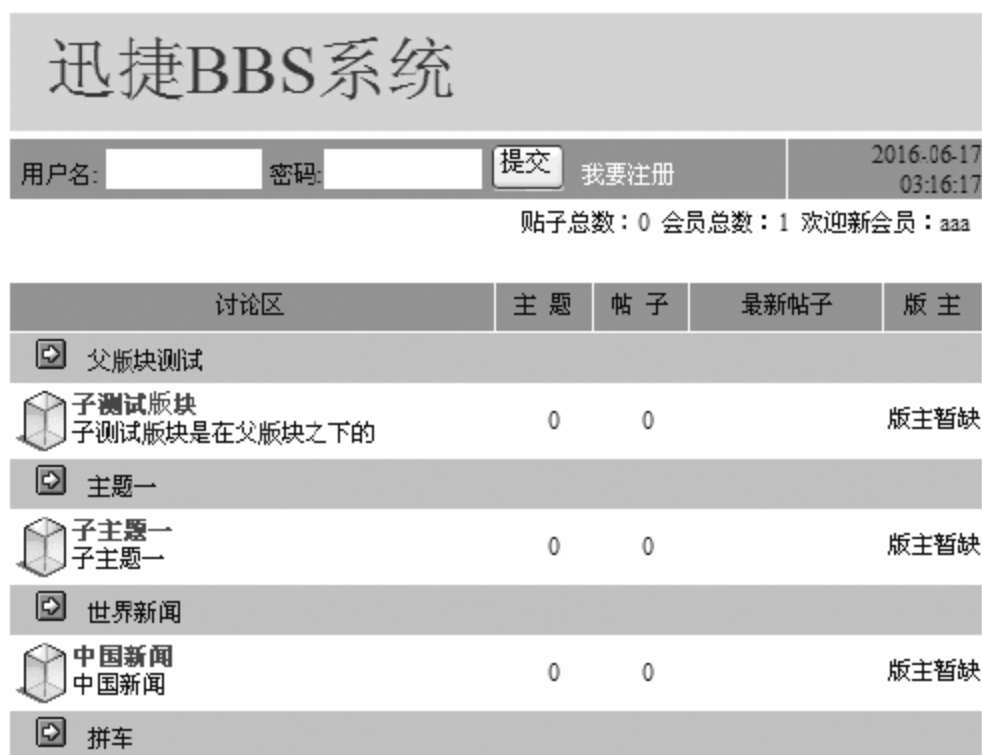 迅捷BBS系统
用户名: 密码: 提交 我要注册 2016-06-17
03:16:17
贴子总数：0 会员总数：1 欢迎新会员：aaa
讨论区 主 题 帖 子 最新帖子 版 主
父版块测试
子测试版块
子测试版块是在父版块之下的 0 0 版主暂缺
主题一
子主题一
子主题一 0 0 版主暂缺
世界新闻
中国新闻
中国新闻 0 0 版主暂缺
拼车